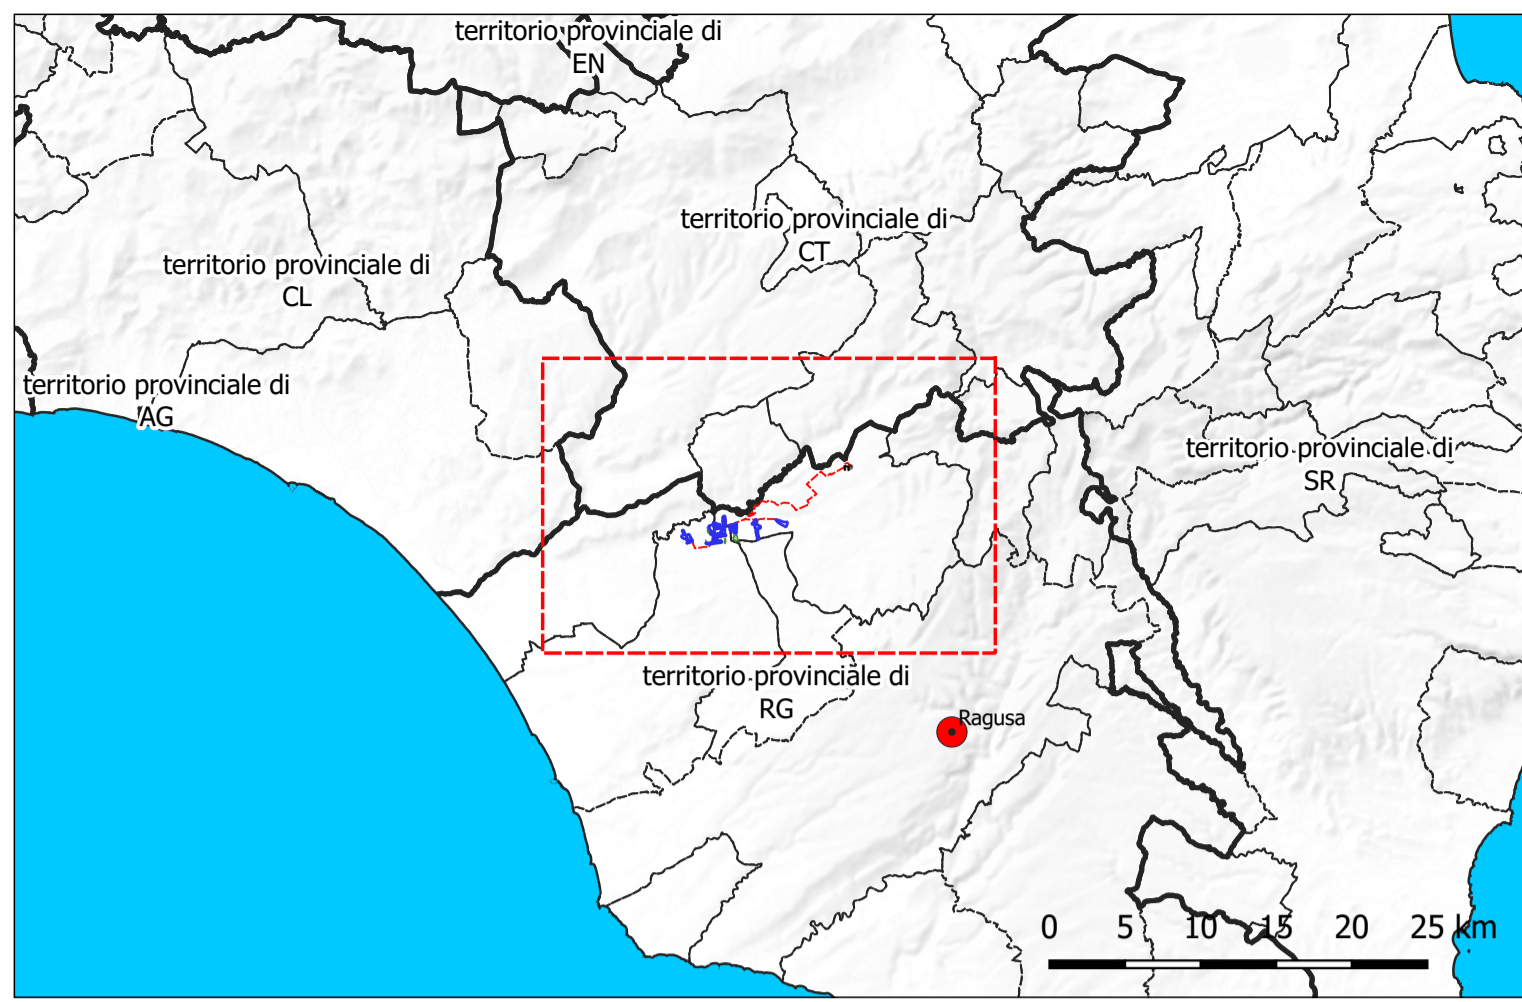 territorio provinciale di
EN
territorio provinciale di
CT
territorio provinciale di
CL
territorio provinciale di
AG
territorio provinciale di
SR
territorio provinciale di
RG
Ragusa
0 5 10 15 20 25 km